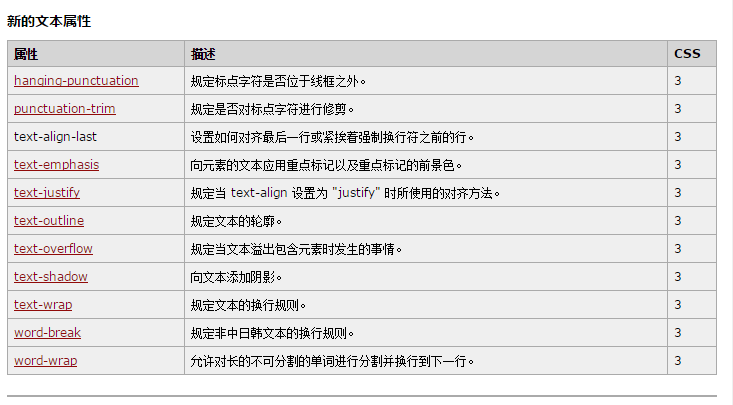 新的文本属性
属性 描述 CSS
hanging-punctuation 规定标点字符是否位于线框之外。 3
punctuation-trim 规定是否对标点字符进行修剪。 3
text-align-last 设置如何对齐最后一行或紧挨着强制换行符之前的行。 3
text-emphasis 向元素的文本应用重点标记以及重点标记的前景色。 3
text-justify 规定当 text-align 设置为 "justify" 时所使用的对齐方法。 3
text-outline 规定文本的轮廓。 3
text-overflow 规定当文本溢出包含元素时发生的事情。 3
text-shadow 向文本添加阴影。 3
text-wrap 规定文本的换行规则。 3
word-break 规定非中日韩文本的换行规则。 3
word-wrap 允许对长的不可分割的单词进行分割并换行到下一行。 3